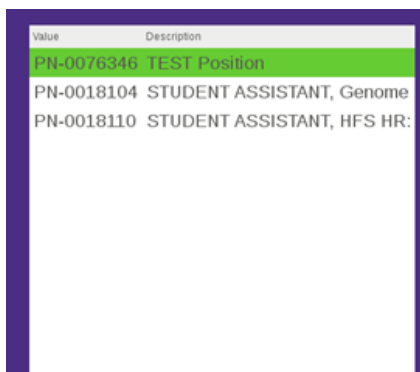 Value Description
PN-0076346 TEST Position
PN-0018104 STUDENT ASSISTANT, Genome
PN-0018110 STUDENT ASSISTANT, HFS HR: